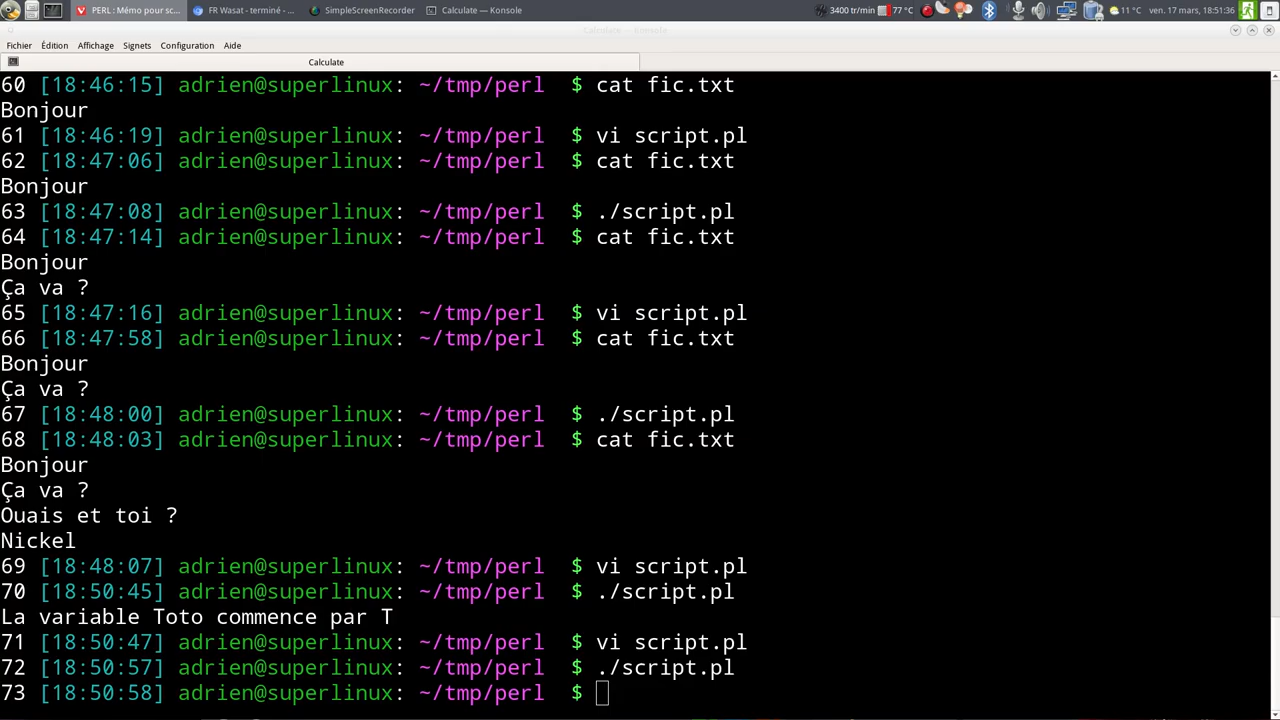 PERL : Mémo pour sc...
FR Wasat - terminé - ...
SimpleScreenRecorder
Calculate — Konsole
3400 tr/min
77 °C
11 °C
ven. 17 mars, 18:51:36
Calculate — Konsole
Fichier Édition Affichage Signets Configuration Aide
Calculate
60 [18:46:15] adrien@superlinux: ~/tmp/perl $ cat fic.txt
Bonjour
61 [18:46:19] adrien@superlinux: ~/tmp/perl $ vi script.pl
62 [18:47:06] adrien@superlinux: ~/tmp/perl $ cat fic.txt
Bonjour
63 [18:47:08] adrien@superlinux: ~/tmp/perl $ ./script.pl
64 [18:47:14] adrien@superlinux: ~/tmp/perl $ cat fic.txt
Bonjour
Ça va ?
65 [18:47:16] adrien@superlinux: ~/tmp/perl $ vi script.pl
66 [18:47:58] adrien@superlinux: ~/tmp/perl $ cat fic.txt
Bonjour
Ça va ?
67 [18:48:00] adrien@superlinux: ~/tmp/perl $ ./script.pl
68 [18:48:03] adrien@superlinux: ~/tmp/perl $ cat fic.txt
Bonjour
Ça va ?
Ouais et toi ?
Nickel
69 [18:48:07] adrien@superlinux: ~/tmp/perl $ vi script.pl
70 [18:50:45] adrien@superlinux: ~/tmp/perl $ ./script.pl
La variable Toto commence par T
71 [18:50:47] adrien@superlinux: ~/tmp/perl $ vi script.pl
72 [18:50:57] adrien@superlinux: ~/tmp/perl $ ./script.pl
73 [18:50:58] adrien@superlinux: ~/tmp/perl $